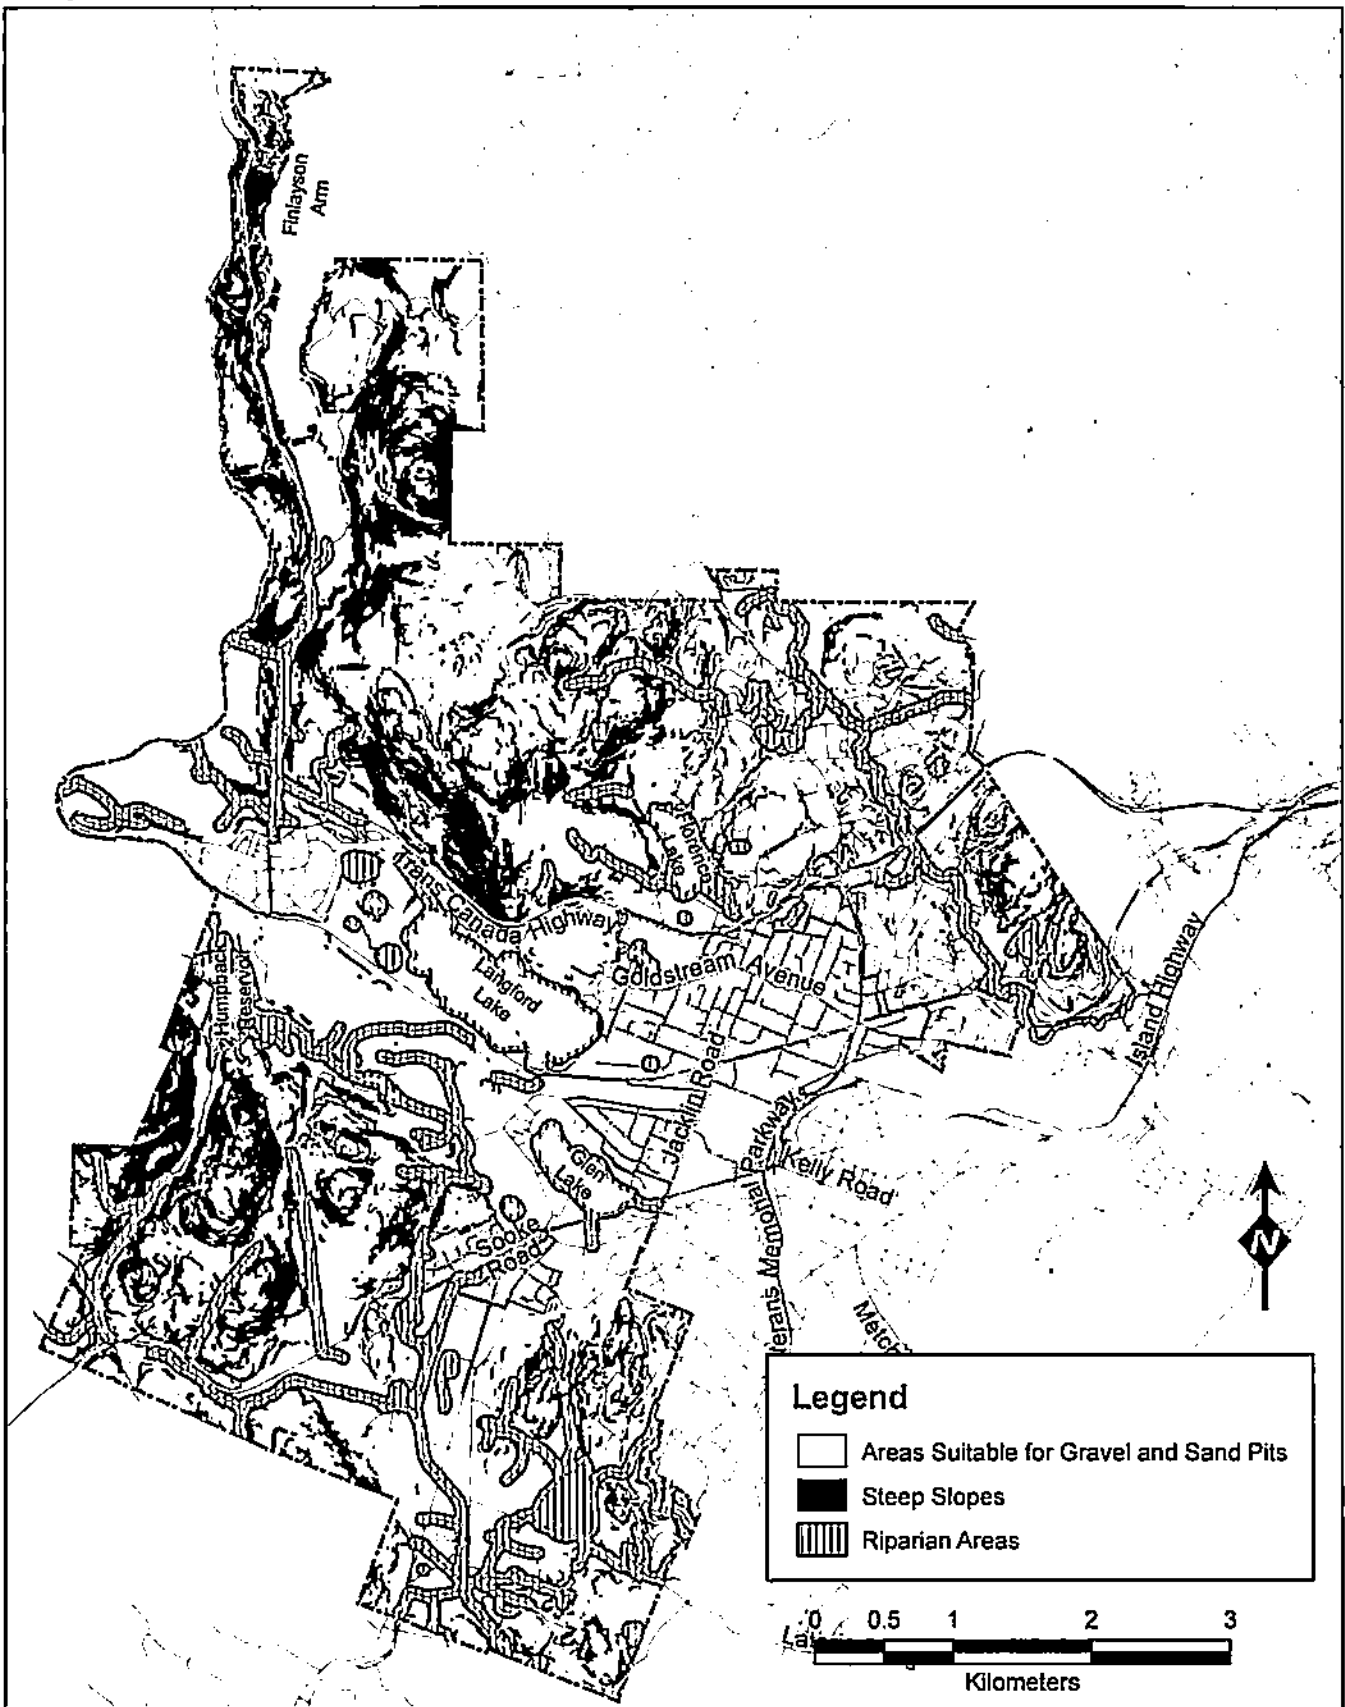 Finlayson
Arm
Florence
Lake
Trans Canada Highway
Goldstream Avenue
Langford
Lake
Humpback
Reservoir
Island Highway
Jacklin Road
Kelly Road
Glen
Lake
Sooke
Road
terans Memorial Parkway
Metch
Legend
Areas Suitable for Gravel and Sand Pits
Steep Slopes
Riparian Areas
N
0 0.5 1 2 3
Kilometers